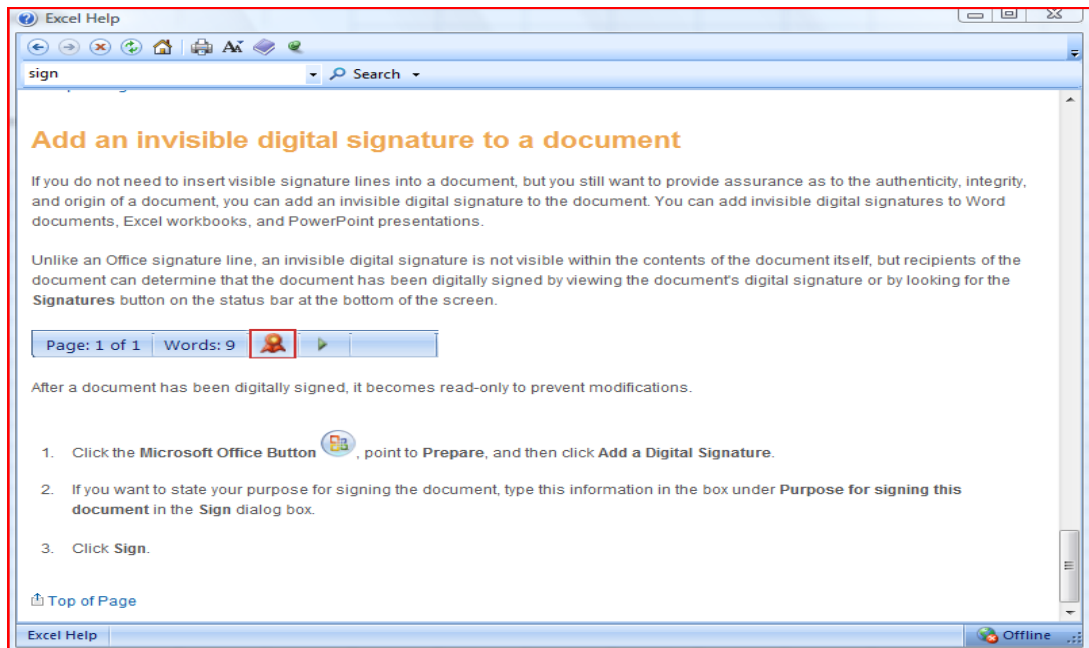 Excel Help
sign
Search
Add an invisible digital signature to a document
If you do not need to insert visible signature lines into a document, but you still want to provide assurance as to the authenticity, integrity,
and origin of a document, you can add an invisible digital signature to the document. You can add invisible digital signatures to Word
documents, Excel workbooks, and PowerPoint presentations.
Unlike an Office signature line, an invisible digital signature is not visible within the contents of the document itself, but recipients of the
document can determine that the document has been digitally signed by viewing the document's digital signature or by looking for the
Signatures button on the status bar at the bottom of the screen.
Page: 1 of 1 Words: 9
After a document has been digitally signed, it becomes read-only to prevent modifications.
1. Click the Microsoft Office Button , point to Prepare, and then click Add a Digital Signature.
2. If you want to state your purpose for signing the document, type this information in the box under Purpose for signing this
document in the Sign dialog box.
3. Click Sign.
Top of Page
Excel Help Offline